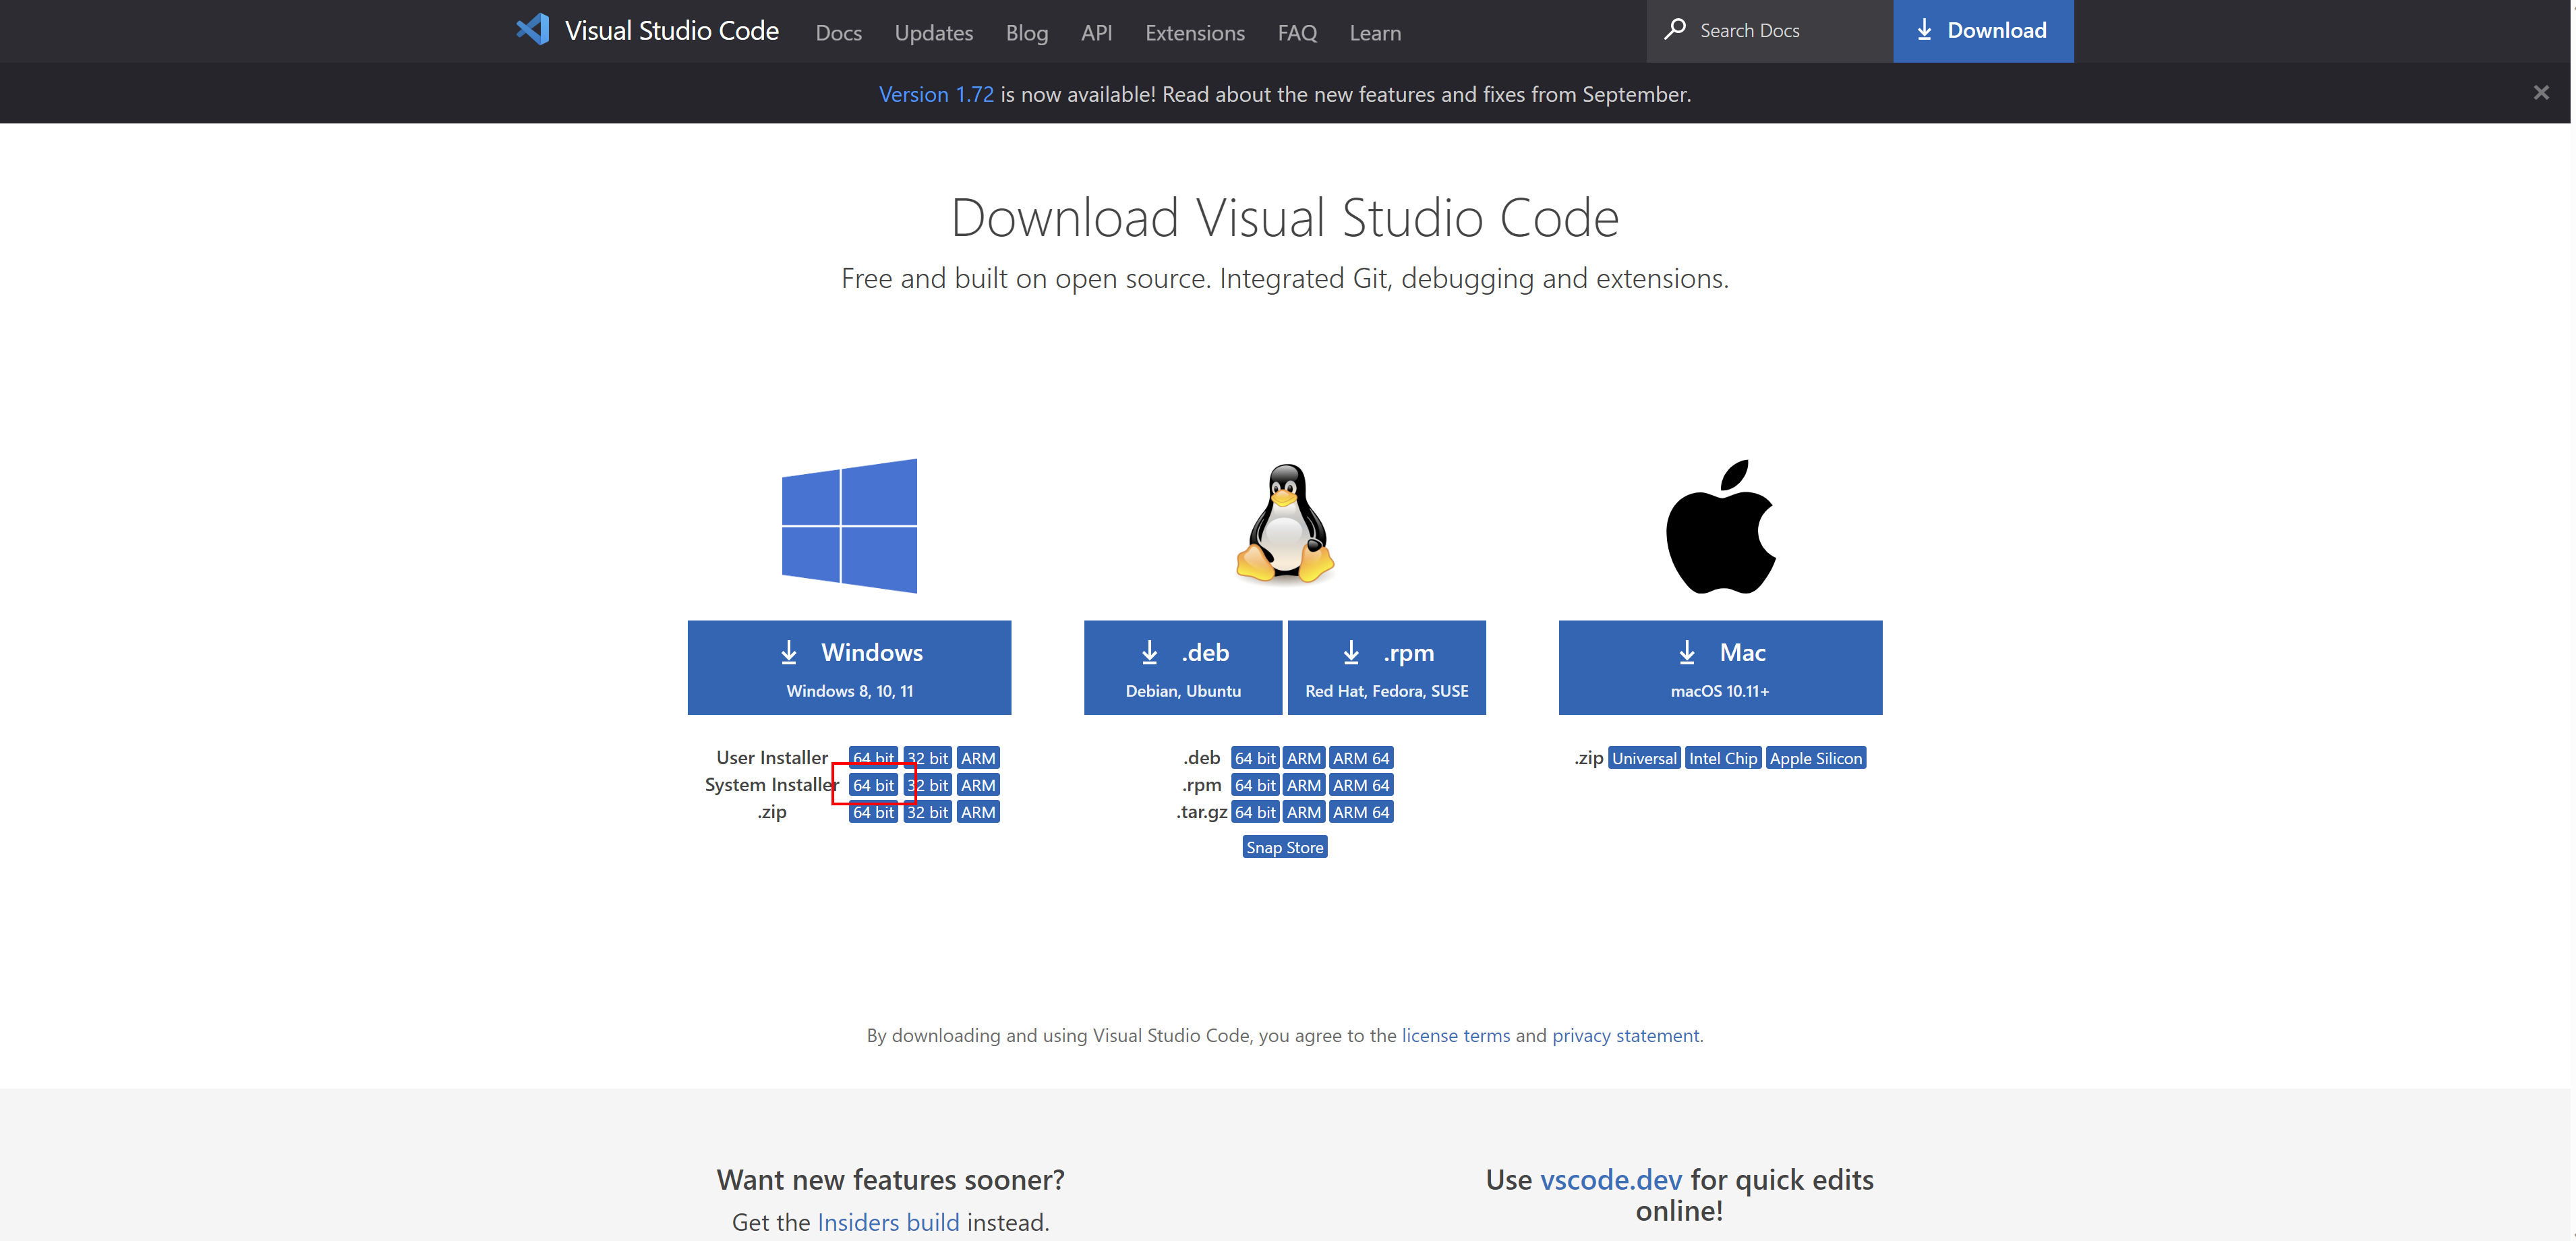 Visual Studio Code Docs Updates Blog API Extensions FAQ Learn Search Docs Download
Version 1.72 is now available! Read about the new features and fixes from September.
Download Visual Studio Code
Free and built on open source. Integrated Git, debugging and extensions.
Windows
Windows 8, 10, 11
User Installer 64 bit 32 bit ARM
System Installer 64 bit 32 bit ARM
.zip 64 bit 32 bit ARM
.deb
Debian, Ubuntu
.rpm
Red Hat, Fedora, SUSE
.deb 64 bit ARM ARM 64
.rpm 64 bit ARM ARM 64
.tar.gz 64 bit ARM ARM 64
Snap Store
Mac
macOS 10.11+
.zip Universal Intel Chip Apple Silicon
By downloading and using Visual Studio Code, you agree to the license terms and privacy statement.
Want new features sooner?
Get the Insiders build instead.
Use vscode.dev for quick edits
online!